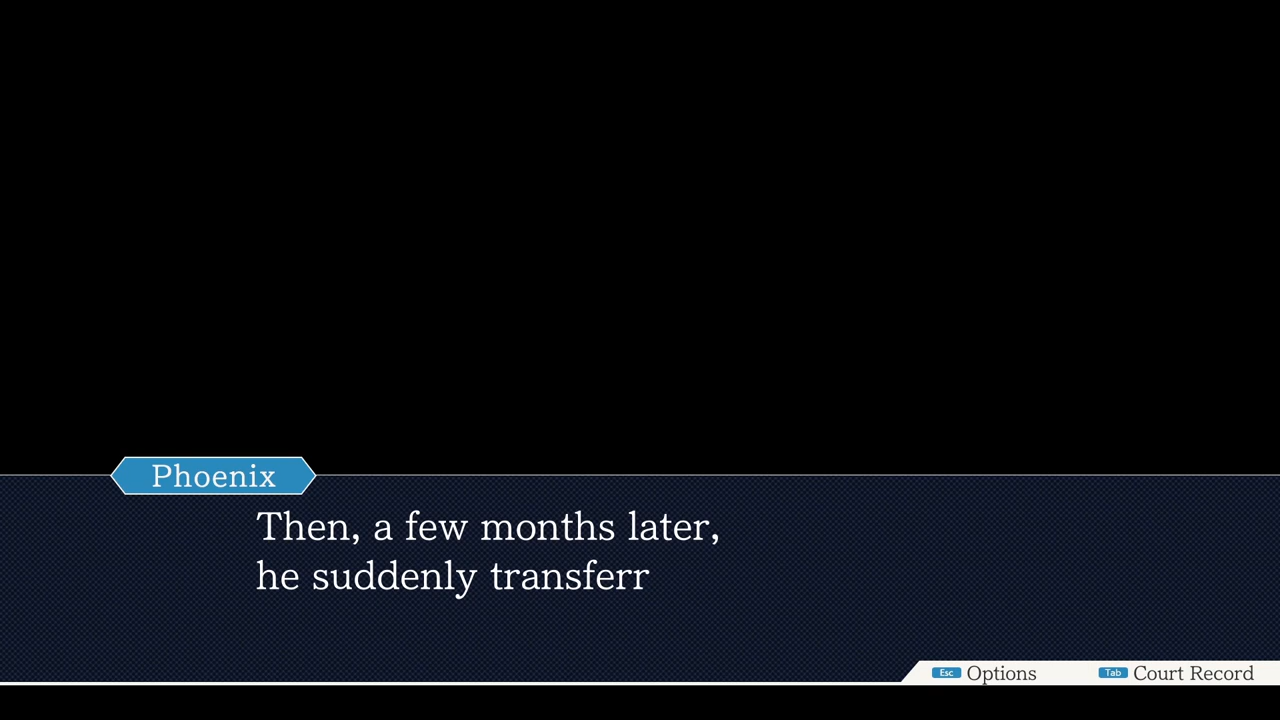 Phoenix
Then, a few months later,
he suddenly transferr
Esc Options Tab Court Record